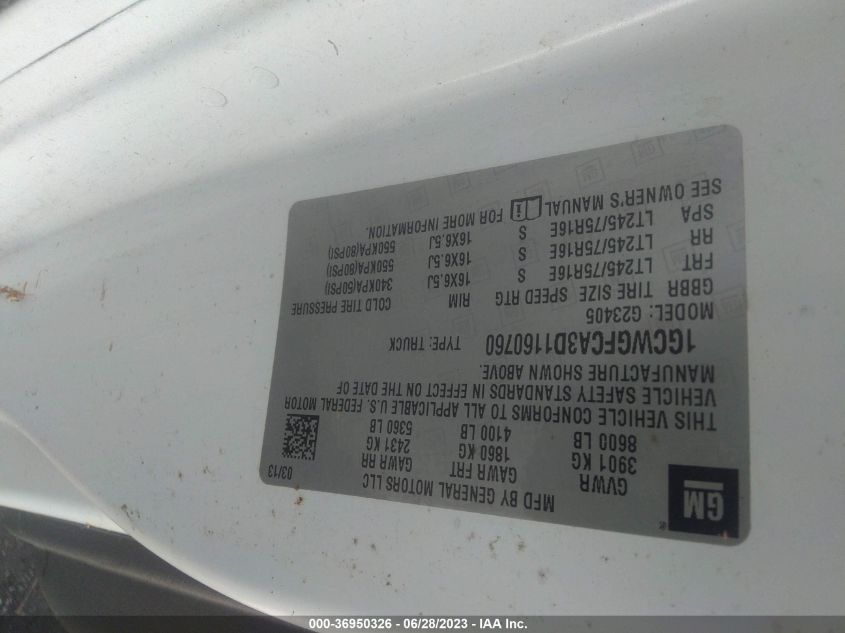 GM
MFD BY GENERAL MOTORS LLC
03/13
GVWR GAWR FRT GAWR RR
3901 KG 1860 KG 2431 KG
8600 LB 4100 LB 5360 LB
THIS VEHICLE CONFORMS TO ALL APPLICABLE U.S. FEDERAL MOTOR
VEHICLE SAFETY STANDARDS IN EFFECT ON THE DATE OF
MANUFACTURE SHOWN ABOVE.
1GCWGFCA3D1160760 TYPE: TRUCK
MODEL: G23405
GBBR TIRE SIZE SPEED RTG RIM COLD TIRE PRESSURE
FRT LT245/75R16E S 16X6.5J 340KPA(50PSI)
RR LT245/75R16E S 16X6.5J 550KPA(80PSI)
SPA LT245/75R16E S 16X6.5J 550KPA(80PSI)
SEE OWNER'S MANUAL FOR MORE INFORMATION.
000-36950326 - 06/28/2023 - IAA Inc.